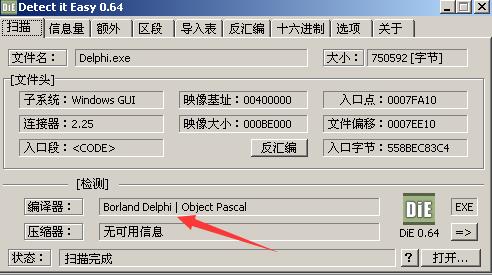 Detect it Easy 0.64
扫描 信息量 额外 区段 导入表 反汇编 十六进制 选项 关于
文件名： Delphi.exe 大小： 750592 [字节]
[文件头]
子系统： Windows GUI 映像基址： 00400000 入口点： 0007FA10
连接器： 2.25 映像大小： 000BE000 文件偏移： 0007EE10
入口段： <CODE> 反汇编 入口字节： 558BEC83C4
[检测]
编译器： Borland Delphi | Object Pascal DiE EXE
压缩器： 无可用信息 DiE 0.64 =>
状态： 扫描完成 ? 打开...